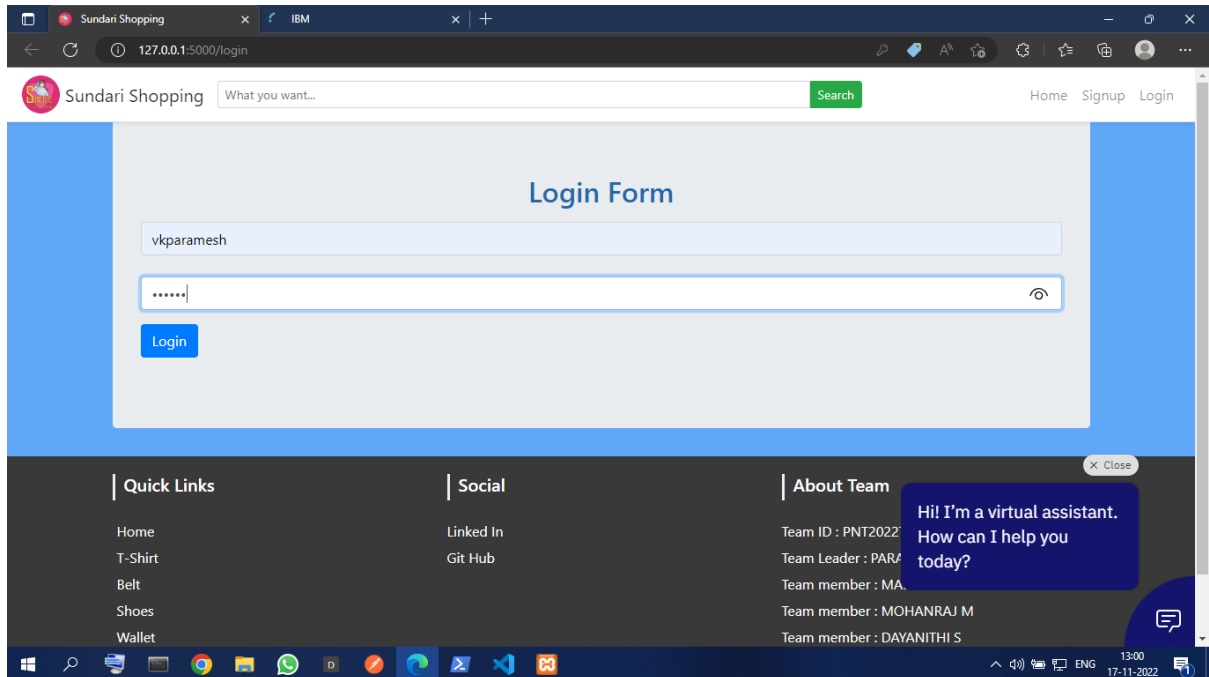 Sundari Shopping
IBM
127.0.0.1:5000/login
Sundari Shopping
What you want...
Search
Home Signup Login
Login Form
vkparamesh
Login
Quick Links
Home
T-Shirt
Belt
Shoes
Wallet
Social
Linked In
Git Hub
About Team
Team ID : PNT2022
Team Leader : PARA
Team member : MA
Team member : MOHANRAJ M
Team member : DAYANITHI S
× Close
Hi! I'm a virtual assistant.
How can I help you
today?
ENG
13:00
17-11-2022